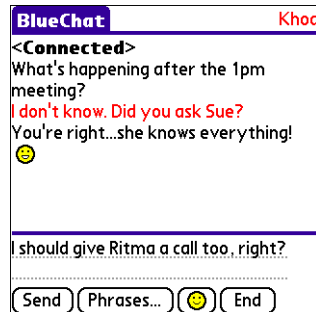 BlueChat Khoo
<Connected>
What's happening after the 1pm
meeting?
I don't know. Did you ask Sue?
You're right...she knows everything!
I should give Ritma a call too, right?
Send Phrases... End